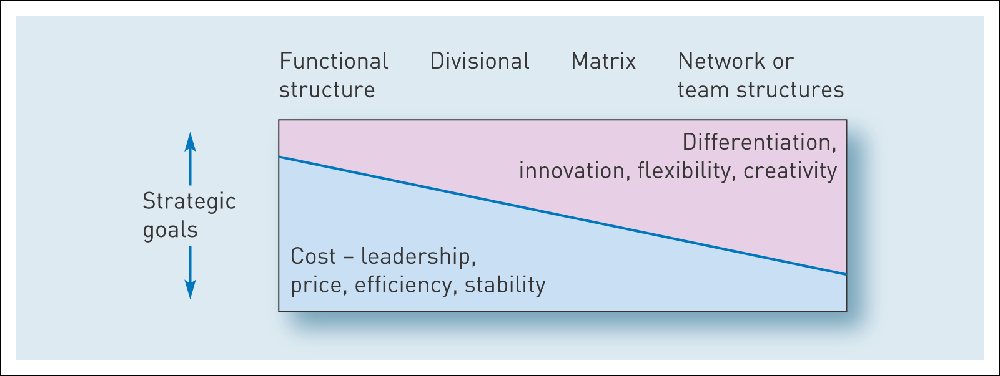 Functional
structure
Divisional
Matrix
Network or
team structures
Differentiation,
innovation, flexibility, creativity
Strategic
goals
Cost – leadership,
price, efficiency, stability